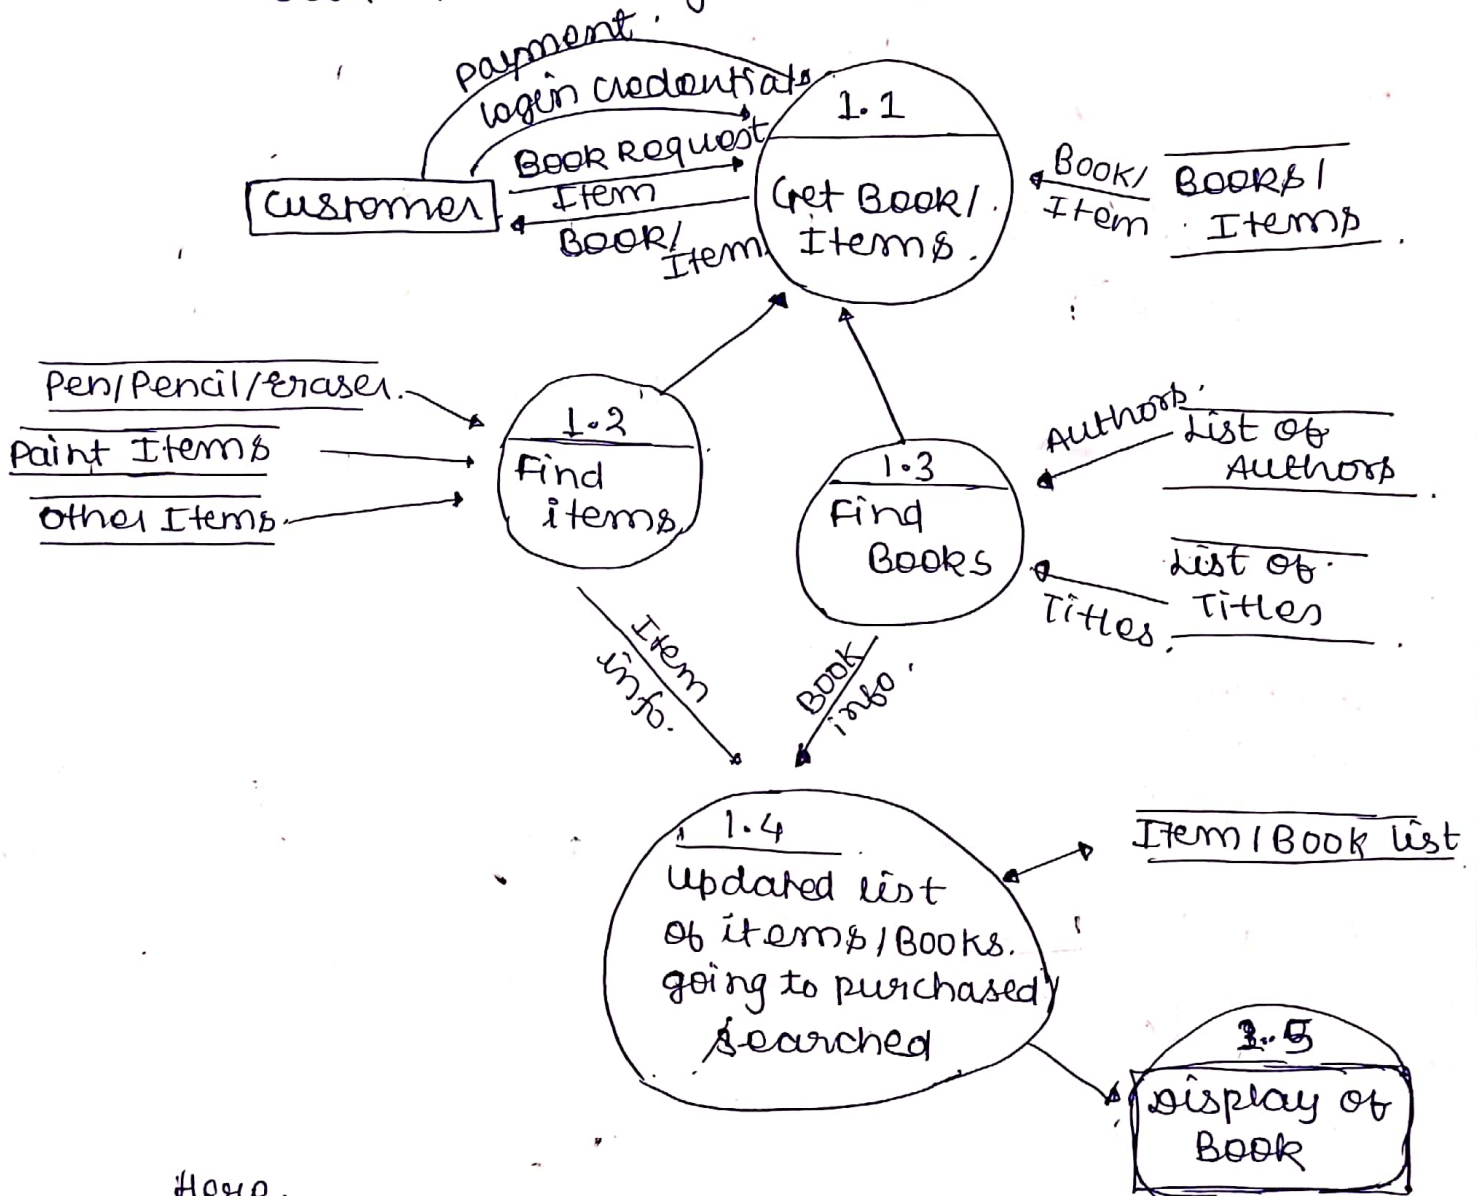 payment.
login credentials
BOOK Request
Item
BOOK/
Item
customer
1.1
Get BOOK/
Items.
BOOK/
Item
BOOKS/
Items
Pen/Pencil/Eraser.
Paint Items
Other Items.
1.2
Find
items
1.3
Find
BOOKS
Authors.
List of
Authors
List of
Titles
Titles.
Item
info.
BOOK
info.
1.4
Updated list
of items/BOOKS.
going to purchased/
searched
Item/BOOK list
1.5
Display of
BOOK